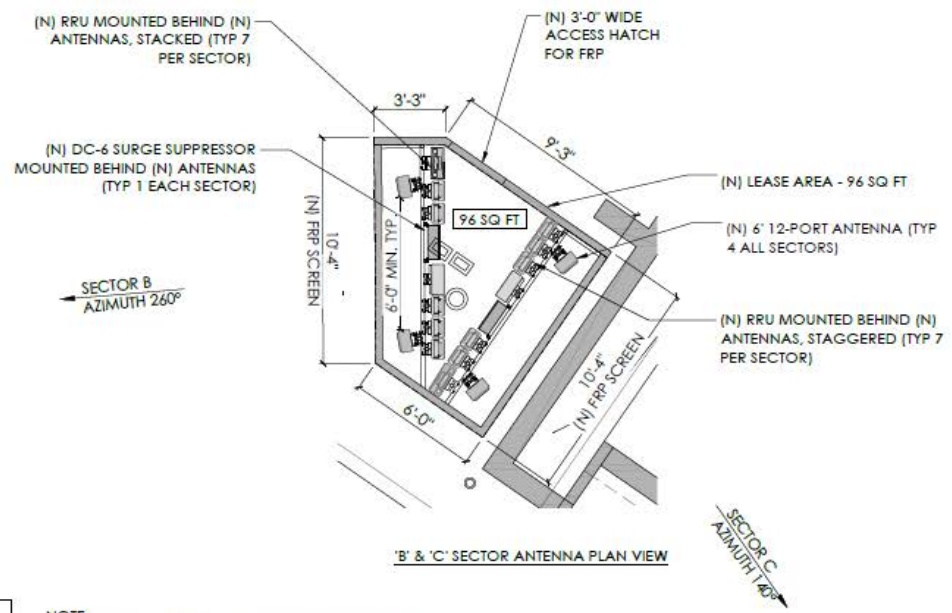 (N) RRU MOUNTED BEHIND (N)
ANTENNAS, STACKED (TYP 7
PER SECTOR)
(N) 3'-0" WIDE
ACCESS HATCH
FOR FRP
3'-3"
9'-3"
(N) DC-6 SURGE SUPPRESSOR
MOUNTED BEHIND (N) ANTENNAS
(TYP 1 EACH SECTOR)
(N) LEASE AREA - 96 SQ FT
96 SQ FT
(N) 6' 12-PORT ANTENNA (TYP
4 ALL SECTORS)
10'-4"
(N) FRP SCREEN
6'-0" MIN TYP
SECTOR B
AZIMUTH 260°
(N) RRU MOUNTED BEHIND (N)
ANTENNAS, STAGGERED (TYP 7
PER SECTOR)
10'-4"
(N) FRP SCREEN
6'-0"
SECTOR C
AZIMUTH 140°
'B' & 'C' SECTOR ANTENNA PLAN VIEW